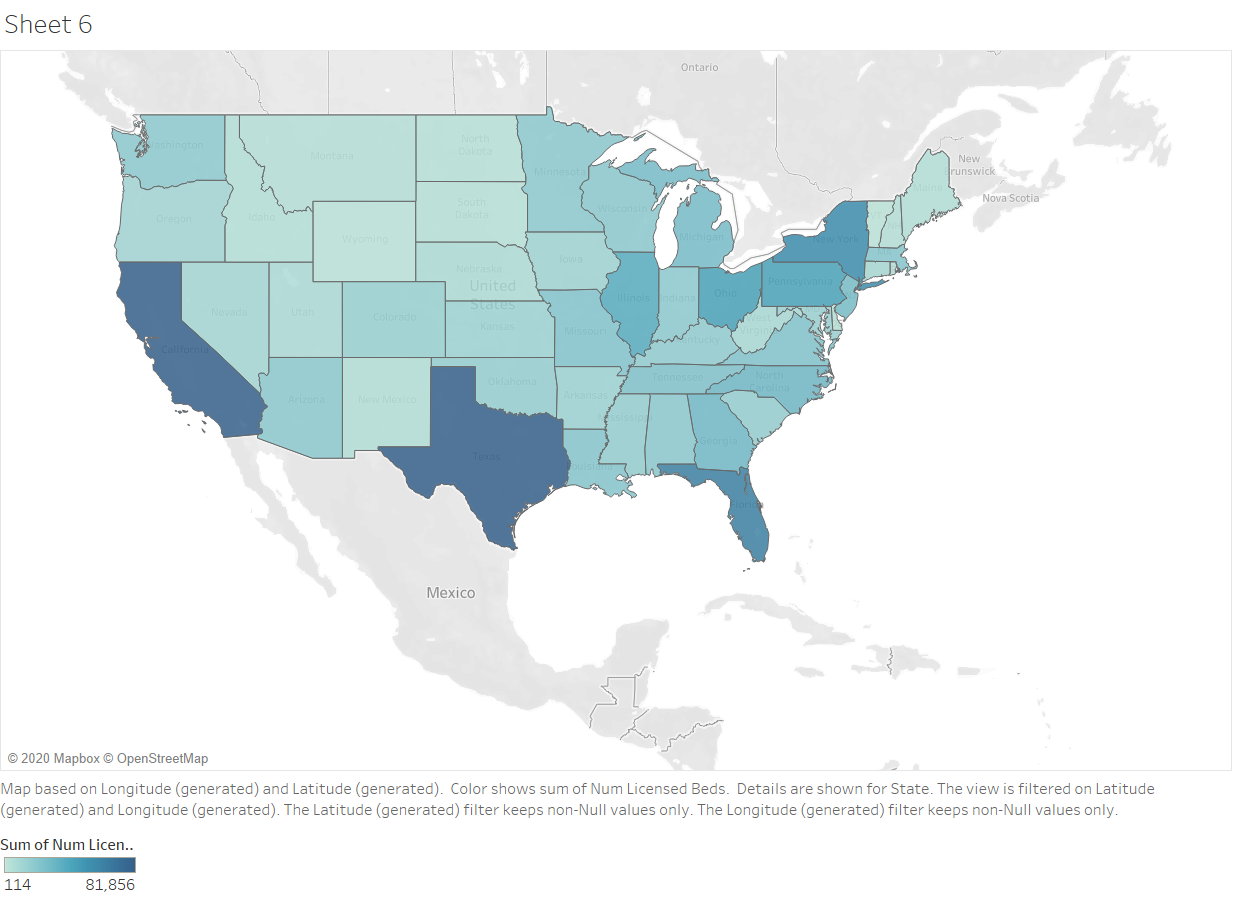 Sheet 6
Ontario
Washington
Montana
North
Dakota
Minnesota
New
Brunswick
Maine
Nova Scotia
Oregon
Idaho
South
Dakota
Wisconsin
Michigan
Wyoming
New York
Iowa
Nebraska
United
States
Nevada
Utah
Colorado
Kansas
Illinois
Indiana
Ohio
Pennsylvania
West
Virginia
Missouri
Kentucky
California
Arizona
New Mexico
Oklahoma
Arkansas
Tennessee
North
Carolina
Mississippi
Georgia
Texas
Louisiana
Florida
Mexico
© 2020 Mapbox © OpenStreetMap
Map based on Longitude (generated) and Latitude (generated).  Color shows sum of Num Licensed Beds.  Details are shown for State. The view is filtered on Latitude
(generated) and Longitude (generated). The Latitude (generated) filter keeps non-Null values only. The Longitude (generated) filter keeps non-Null values only.
Sum of Num Licen..
114 81,856